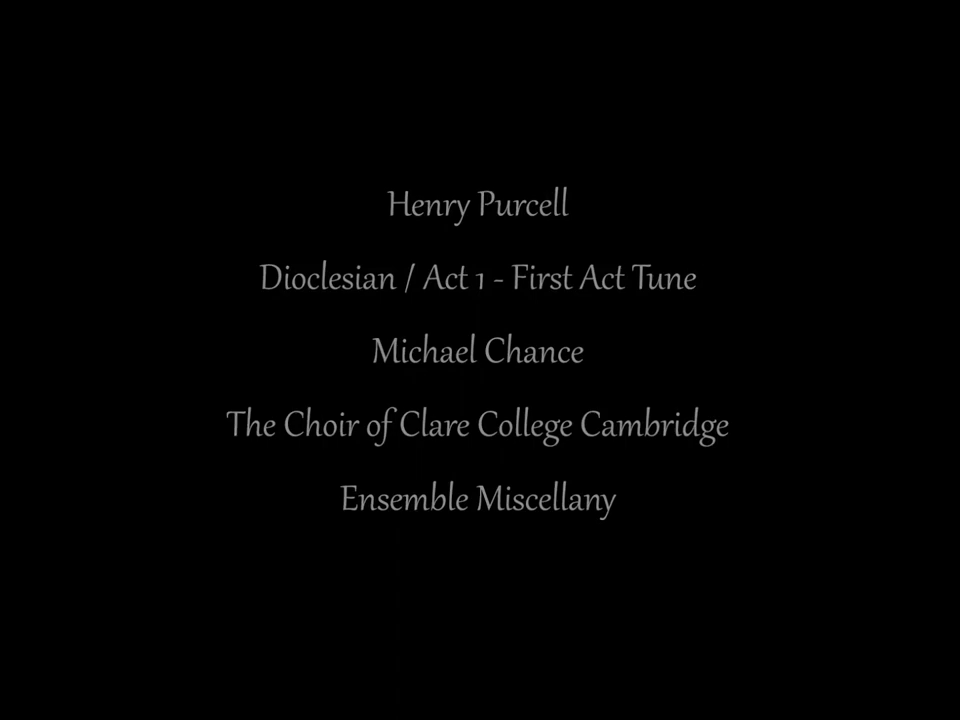 Henry Purcell
Dioclesian / Act 1 - First Act Tune
Michael Chance
The Choir of Clare College Cambridge
Ensemble Miscellany